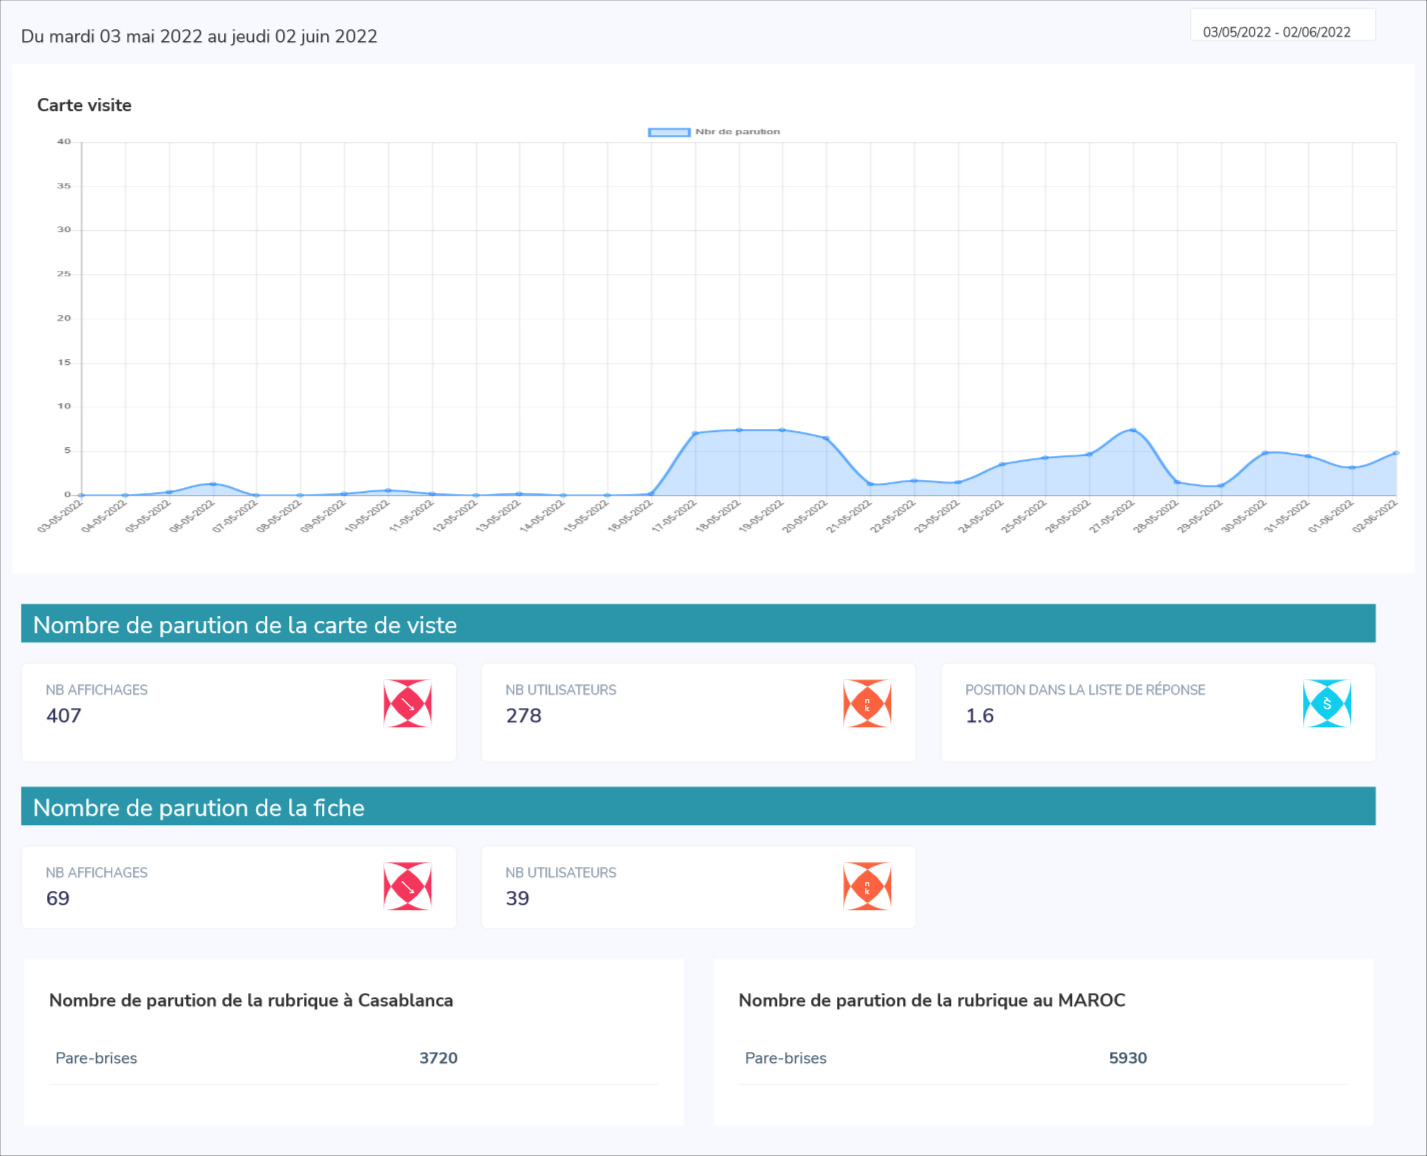 Du mardi 03 mai 2022 au jeudi 02 juin 2022
03/05/2022 - 02/06/2022
Carte visite
Nbr de parution
40
35
30
25
20
15
10
5
0
03-05-2022 04-05-2022 05-05-2022 06-05-2022 07-05-2022 08-05-2022 09-05-2022 10-05-2022 11-05-2022 12-05-2022 13-05-2022 14-05-2022 15-05-2022 16-05-2022 17-05-2022 18-05-2022 19-05-2022 20-05-2022 21-05-2022 22-05-2022 23-05-2022 24-05-2022 25-05-2022 26-05-2022 27-05-2022 28-05-2022 29-05-2022 30-05-2022 31-05-2022 01-06-2022 02-06-2022
Nombre de parution de la carte de viste
NB AFFICHAGES
407
NB UTILISATEURS
278
POSITION DANS LA LISTE DE RÉPONSE
1.6
Nombre de parution de la fiche
NB AFFICHAGES
69
NB UTILISATEURS
39
Nombre de parution de la rubrique à Casablanca
Pare-brises 3720
Nombre de parution de la rubrique au MAROC
Pare-brises 5930